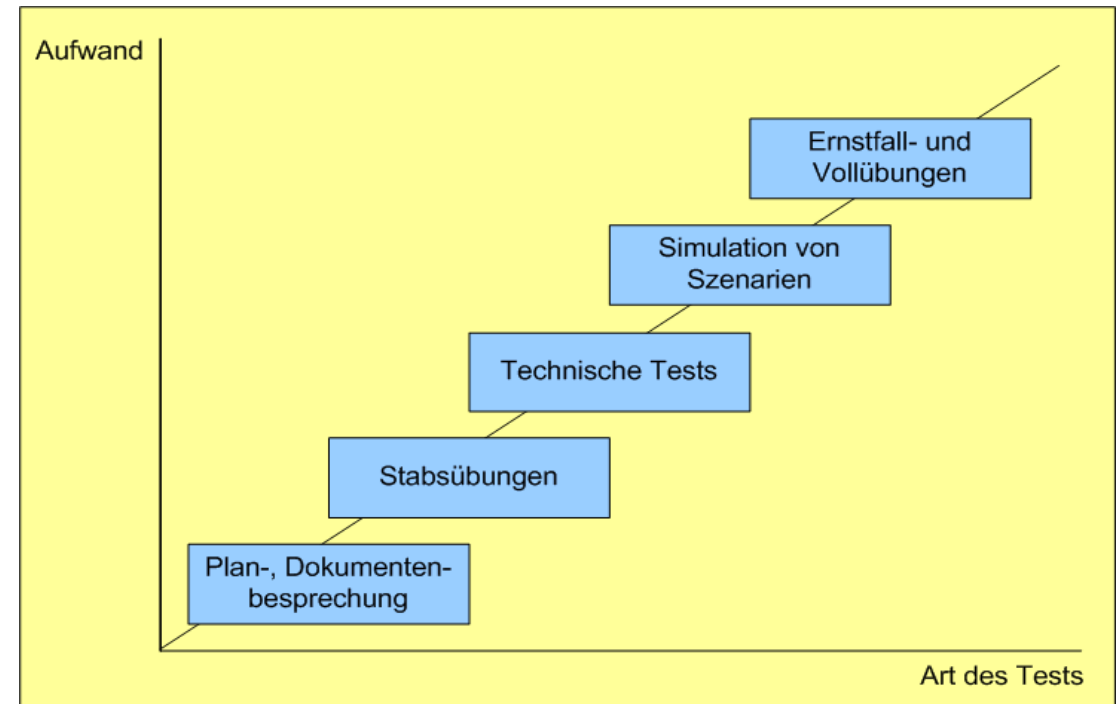 Aufwand
Ernstfall- und
Vollübungen
Simulation von
Szenarien
Technische Tests
Stabsübungen
Plan-, Dokumenten-
besprechung
Art des Tests